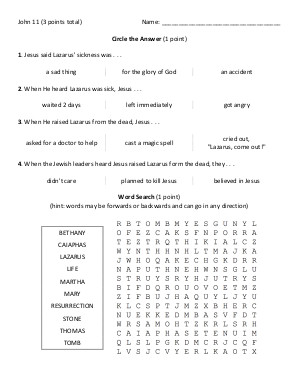 John 11 (3 points total) Name: ________________________________
Circle the Answer (1 point)
1. Jesus said Lazarus' sickness was . . .
a sad thing for the glory of God an accident
2. When He heard Lazarus was sick, Jesus . . .
waited 2 days left immediately got angry
3. When He raised Lazarus from the dead, Jesus . . .
asked for a doctor to help cast a magic spell cried out,
"Lazarus, come out!"
4. When the Jewish leaders heard Jesus raised Lazarus form the dead, they . . .
didn't care planned to kill Jesus believed in Jesus
Word Search (1 point)
(hint: words may be forwards or backwards and can go in any direction)
BETHANY
CAIAPHAS
LAZARUS
LIFE
MARTHA
MARY
RESURRECTION
STONE
THOMAS
TOMB
R B T O M B M Y E S G U N Y L
O F E Z C A K S F N P O R R A
T E Z T R Q T H I K I A L C Z
W Y N T H H N H L T M A J K A
J W H O Q A K E C H G K D R R
N A P U T H N E H W N S G L U
S T R U Y S R Y H J J T R Y S
B I F D Q R D O U O V O E T M Z
Z I F B U J H A Q U Y L J Y U
K L C S P T J M Z X B H E R C
N U E K K E D M B A S V F D T
W R S A M O H T Z K R L S R H
C A I A P H A S E T E N U I M
Q L S L P G K D M C R J C Q F
L V S J C V Y E R L K A O T X